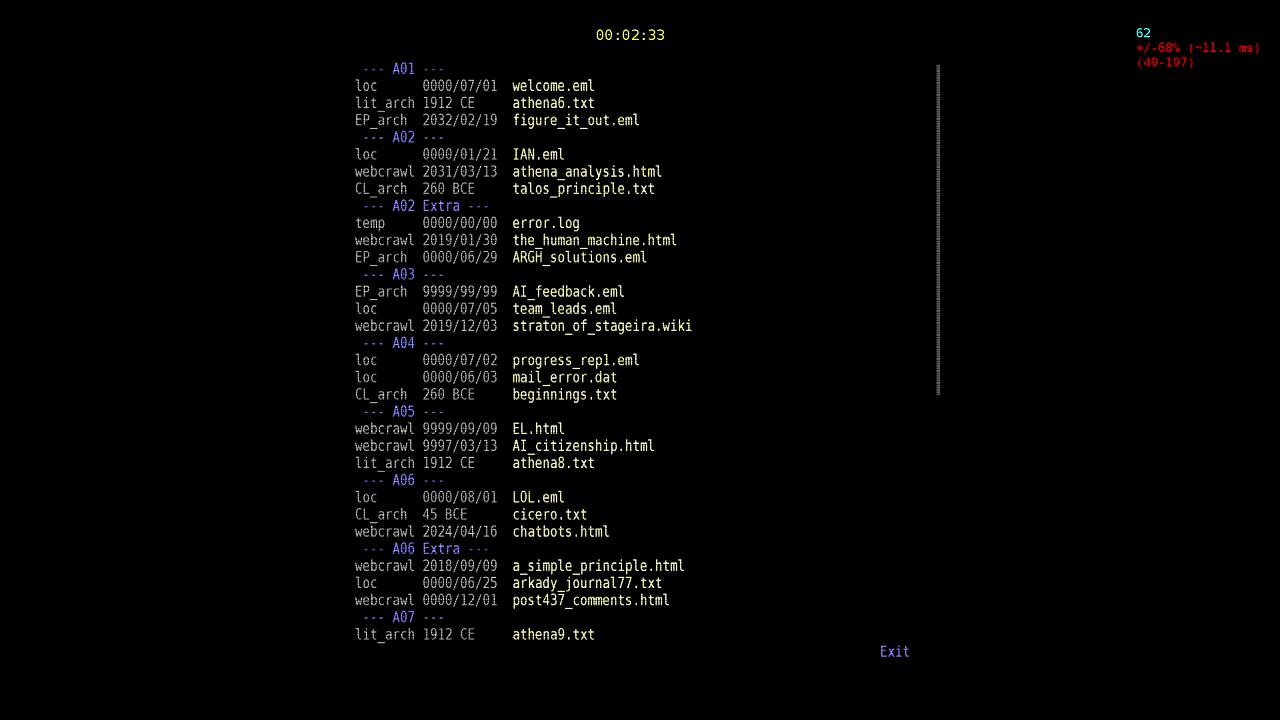 00:02:33
62
+/-68% (~11.1 ms)
(49-197)
--- A01 ---
loc 0000/07/01 welcome.eml
lit_arch 1912 CE athena6.txt
EP_arch 2032/02/19 figure_it_out.eml
--- A02 ---
loc 0000/01/21 IAN.eml
webcrawl 2031/03/13 athena_analysis.html
CL_arch 260 BCE talos_principle.txt
--- A02 Extra ---
temp 0000/00/00 error.log
webcrawl 2019/01/30 the_human_machine.html
EP_arch 0000/06/29 ARGH_solutions.eml
--- A03 ---
EP_arch 9999/99/99 AI_feedback.eml
loc 0000/07/05 team_leads.eml
webcrawl 2019/12/03 straton_of_stageira.wiki
--- A04 ---
loc 0000/07/02 progress_rep1.eml
loc 0000/06/03 mail_error.dat
CL_arch 260 BCE beginnings.txt
--- A05 ---
webcrawl 9999/09/09 EL.html
webcrawl 9997/03/13 AI_citizenship.html
lit_arch 1912 CE athena8.txt
--- A06 ---
loc 0000/08/01 LOL.eml
CL_arch 45 BCE cicero.txt
webcrawl 2024/04/16 chatbots.html
--- A06 Extra ---
webcrawl 2018/09/09 a_simple_principle.html
loc 0000/06/25 arkady_journal77.txt
webcrawl 0000/12/01 post437_comments.html
--- A07 ---
lit_arch 1912 CE athena9.txt
Exit